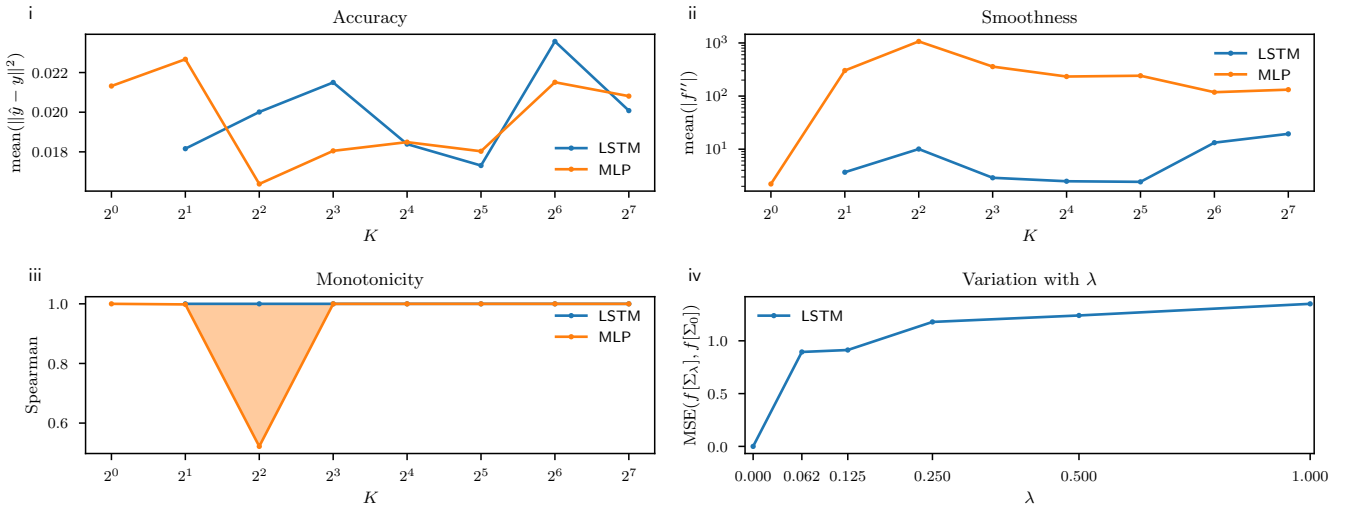 i
Accuracy
mean(||ŷ − y||²)
0.022
0.020
0.018
LSTM
MLP
2⁰ 2¹ 2² 2³ 2⁴ 2⁵ 2⁶ 2⁷
K
ii
Smoothness
mean(|f′′|)
10³
10²
10¹
LSTM
MLP
2⁰ 2¹ 2² 2³ 2⁴ 2⁵ 2⁶ 2⁷
K
iii
Monotonicity
Spearman
1.0
0.8
0.6
LSTM
MLP
2⁰ 2¹ 2² 2³ 2⁴ 2⁵ 2⁶ 2⁷
K
iv
Variation with λ
MSE(f[Σ_λ], f[Σ₀])
1.0
0.5
0.0
LSTM
0.000 0.062 0.125 0.250 0.500 1.000
λ